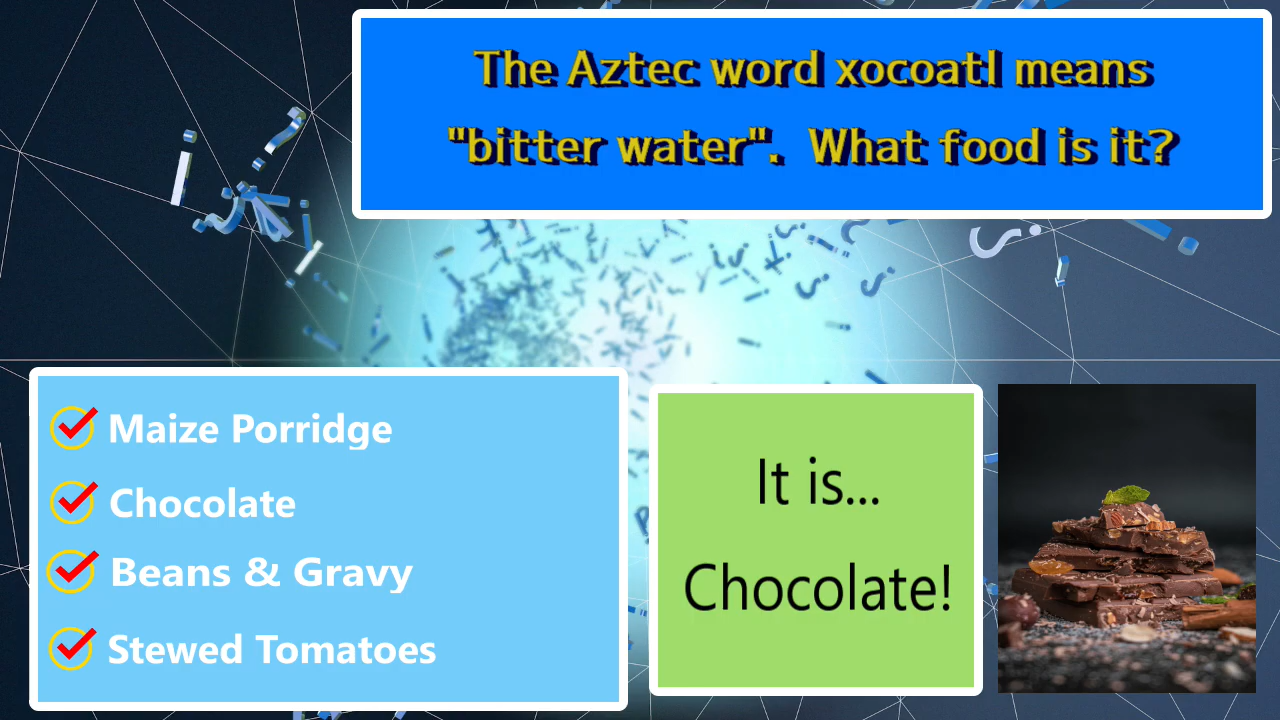 The Aztec word xocoatl means
"bitter water".  What food is it?
Maize Porridge
Chocolate
Beans & Gravy
Stewed Tomatoes
It is...
Chocolate!